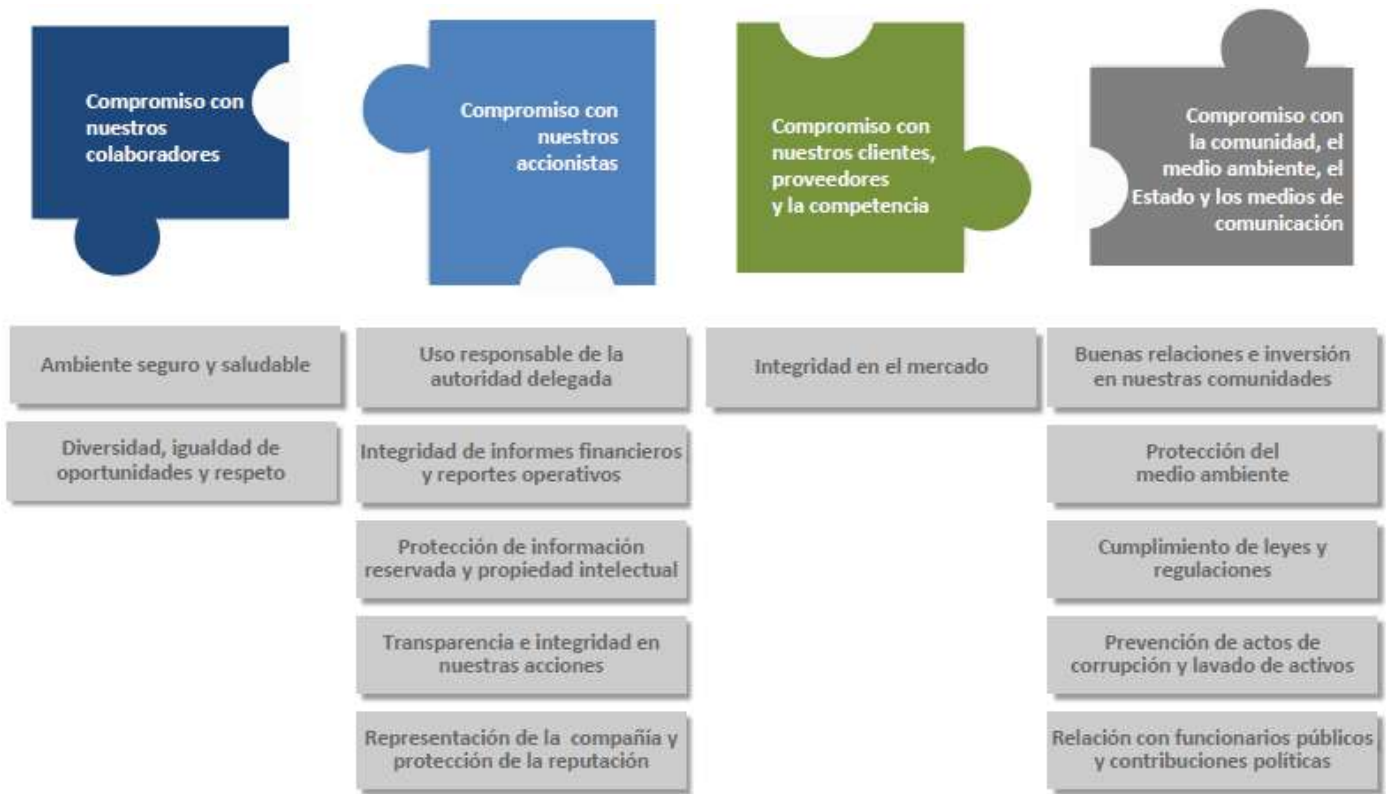 Compromiso con
nuestros
colaboradores
Compromiso con
nuestros
accionistas
Compromiso con
nuestros clientes,
proveedores
y la competencia
Compromiso con
la comunidad, el
medio ambiente, el
Estado y los medios de
comunicación
Ambiente seguro y saludable
Diversidad, igualdad de
oportunidades y respeto
Uso responsable de la
autoridad delegada
Integridad de informes financieros
y reportes operativos
Protección de información
reservada y propiedad intelectual
Transparencia e integridad en
nuestras acciones
Representación de la compañía y
protección de la reputación
Integridad en el mercado
Buenas relaciones e inversión
en nuestras comunidades
Protección del
medio ambiente
Cumplimiento de leyes y
regulaciones
Prevención de actos de
corrupción y lavado de activos
Relación con funcionarios públicos
y contribuciones políticas